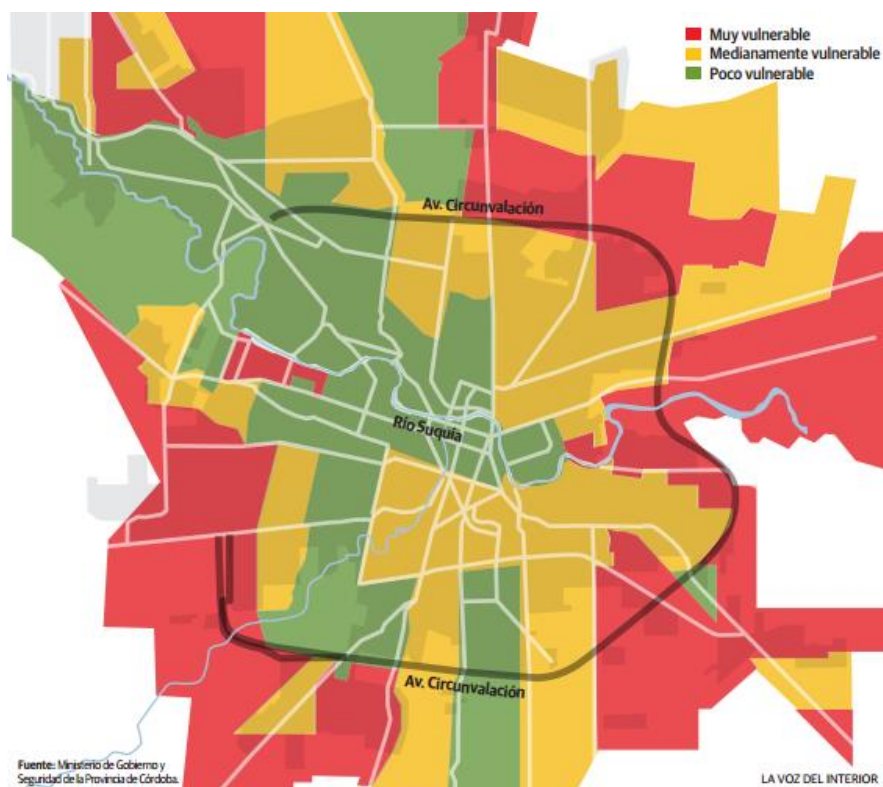 Muy vulnerable
Medianamente vulnerable
Poco vulnerable
Av. Circunvalación
Río Suquía
Av. Circunvalación
Fuente: Ministerio de Gobierno y
Seguridad de la Provincia de Córdoba.
LA VOZ DEL INTERIOR